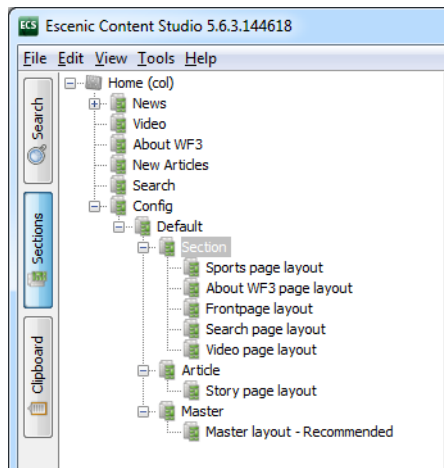 ECS Escenic Content Studio 5.6.3.144618
File Edit View Tools Help
Search
Sections
Clipboard
Home (col)
News
Video
About WF3
New Articles
Search
Config
Default
Section
Sports page layout
About WF3 page layout
Frontpage layout
Search page layout
Video page layout
Article
Story page layout
Master
Master layout - Recommended